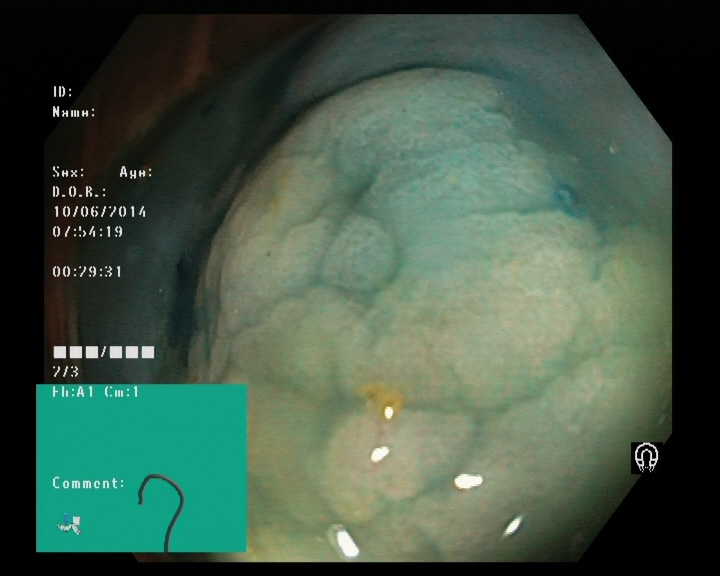 ID:
Name:
Sex: Age:
D.O.B.:
10/06/2014
07:54:19
00:29:31
■■■/■■■
2/3
Eh:A1 Cm:1
Comment: